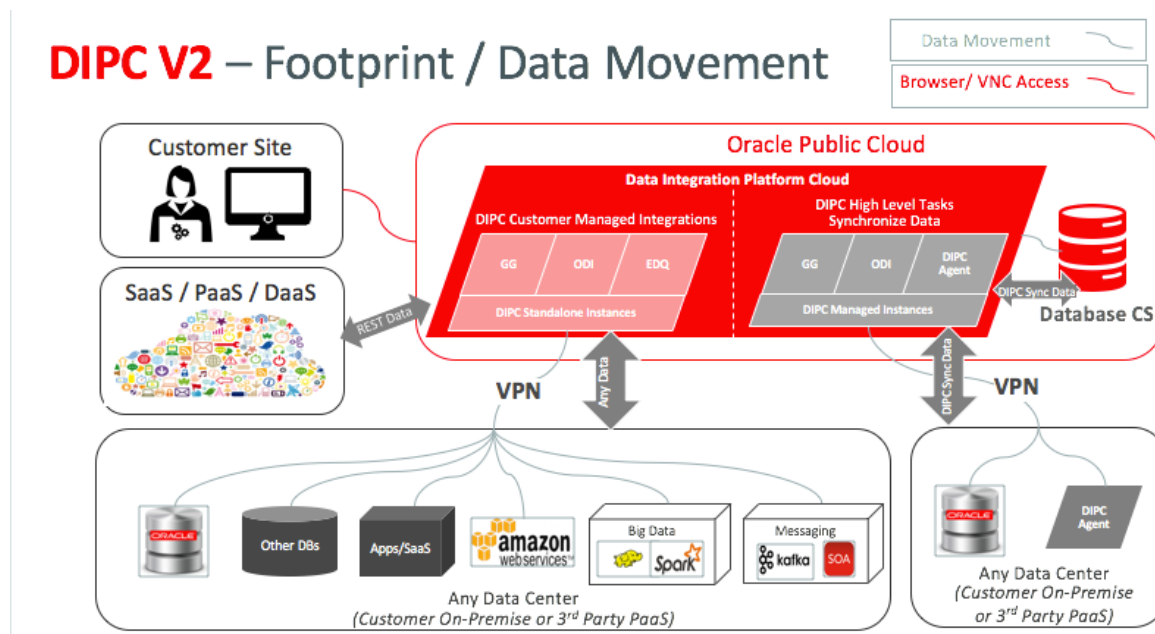 DIPC V2 – Footprint / Data Movement
Data Movement
Browser/ VNC Access
Customer Site
SaaS / PaaS / DaaS
REST Data
Oracle Public Cloud
Data Integration Platform Cloud
DIPC Customer Managed Integrations
GG
ODI
EDQ
DIPC Standalone Instances
DIPC High Level Tasks
Synchronize Data
GG
ODI
DIPC
Agent
DIPC Managed Instances
DIPC Sync Data
Database CS
VPN
Any Data
DIPC Sync Data
VPN
ORACLE
Other DBs
Apps/SaaS
amazon
webservices™
Big Data
Spark
Messaging
kafka
SOA
Any Data Center
(Customer On-Premise or 3rd Party PaaS)
ORACLE
DIPC
Agent
Any Data Center
(Customer On-Premise
or 3rd Party PaaS)